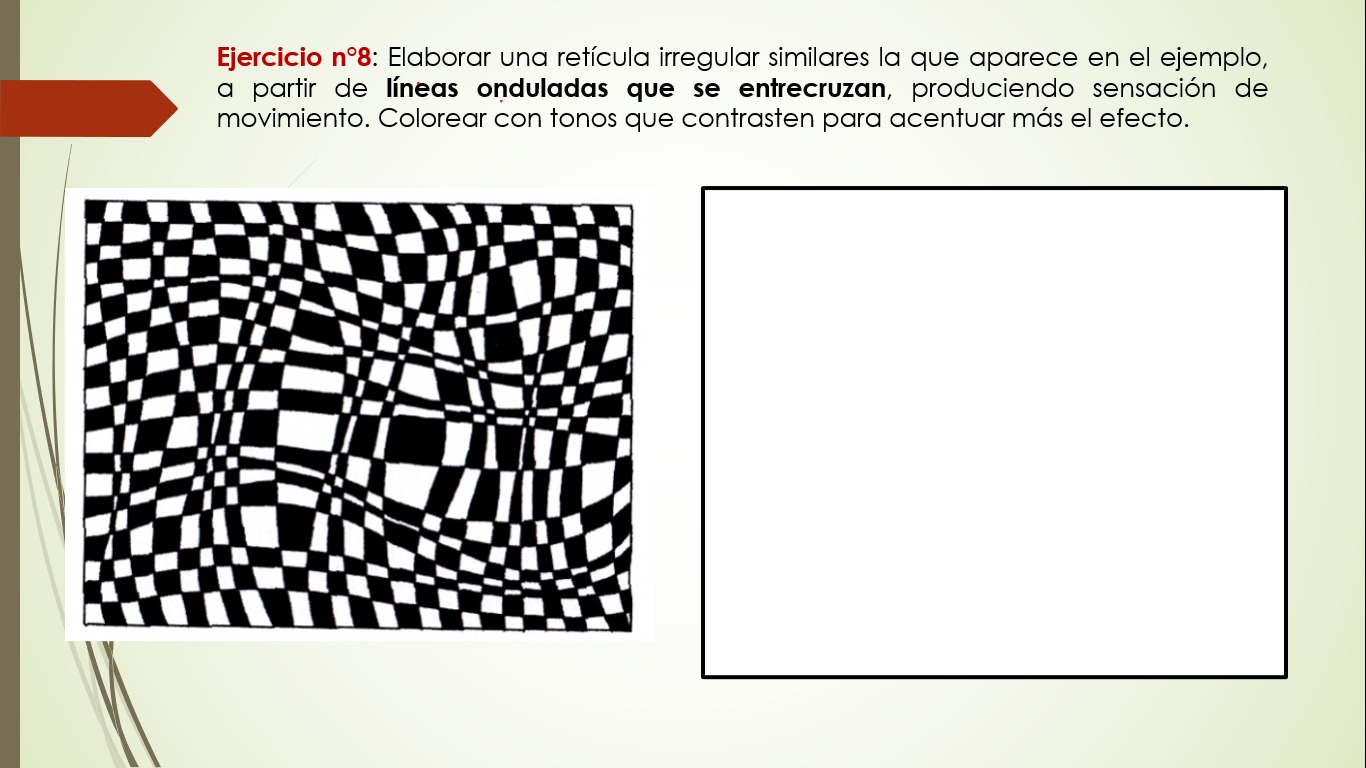 Ejercicio nº8: Elaborar una retícula irregular similares la que aparece en el ejemplo,
a partir de líneas onduladas que se entrecruzan, produciendo sensación de
movimiento. Colorear con tonos que contrasten para acentuar más el efecto.